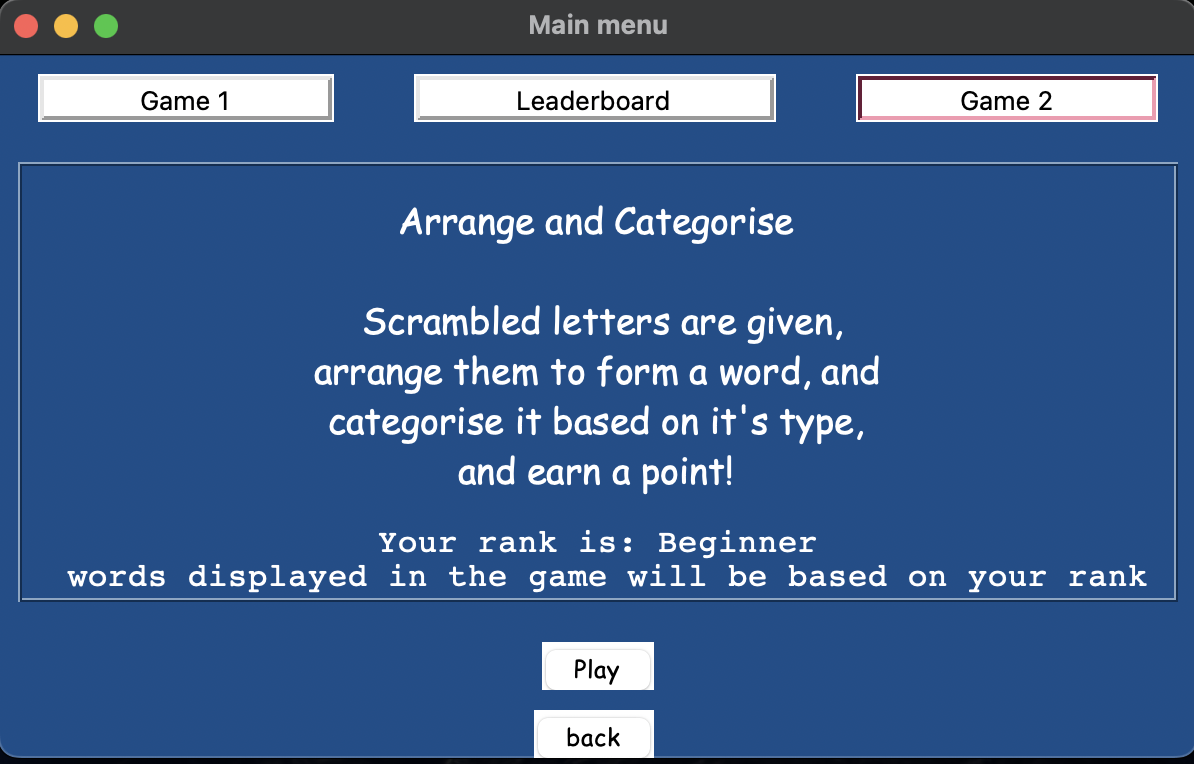 Main menu
Game 1
Leaderboard
Game 2
Arrange and Categorise
Scrambled letters are given,
arrange them to form a word, and
categorise it based on it's type,
and earn a point!
Your rank is: Beginner
words displayed in the game will be based on your rank
Play
back